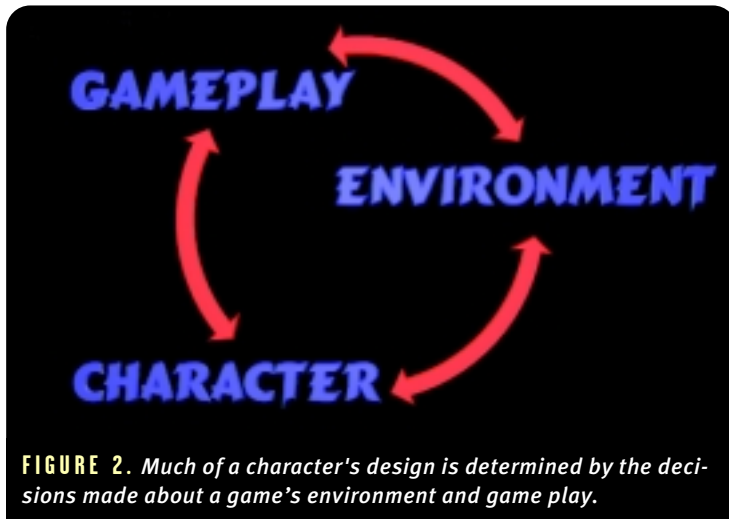 GAMEPLAY
ENVIRONMENT
CHARACTER
FIGURE 2. Much of a character's design is determined by the deci-
sions made about a game’s environment and game play.